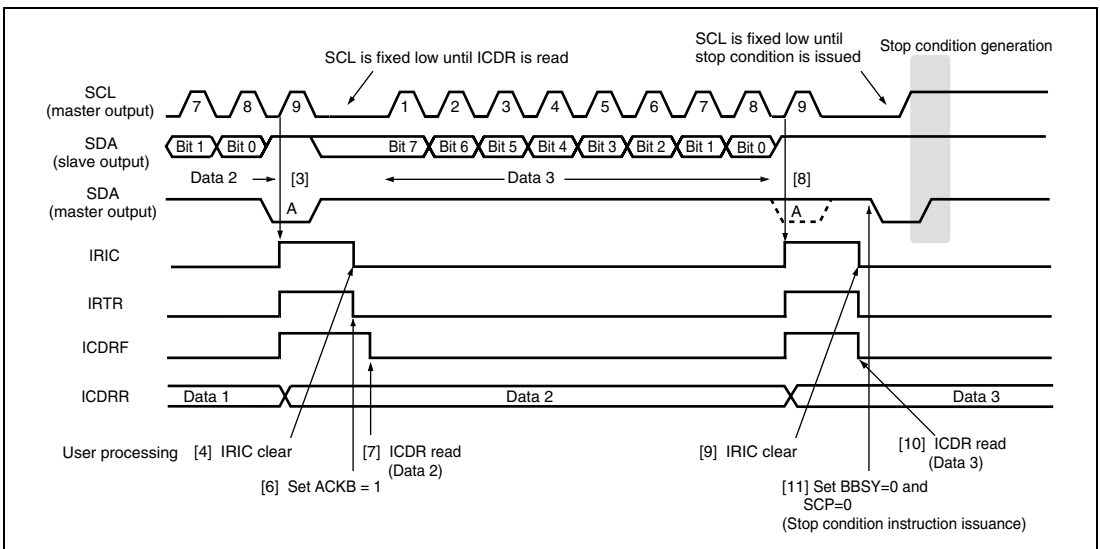 SCL is fixed low until ICDR is read
SCL is fixed low until
stop condition is issued
Stop condition generation
SCL
(master output)
7 8 9 1 2 3 4 5 6 7 8 9
SDA
(slave output)
Bit 1 Bit 0 Bit 7 Bit 6 Bit 5 Bit 4 Bit 3 Bit 2 Bit 1 Bit 0
Data 2 [3] Data 3 [8]
SDA
(master output)
A A
IRIC
IRTR
ICDRF
ICDRR
Data 1 Data 2 Data 3
User processing
[4] IRIC clear
[7] ICDR read
(Data 2)
[6] Set ACKB = 1
[9] IRIC clear
[10] ICDR read
(Data 3)
[11] Set BBSY=0 and
SCP=0
(Stop condition instruction issuance)